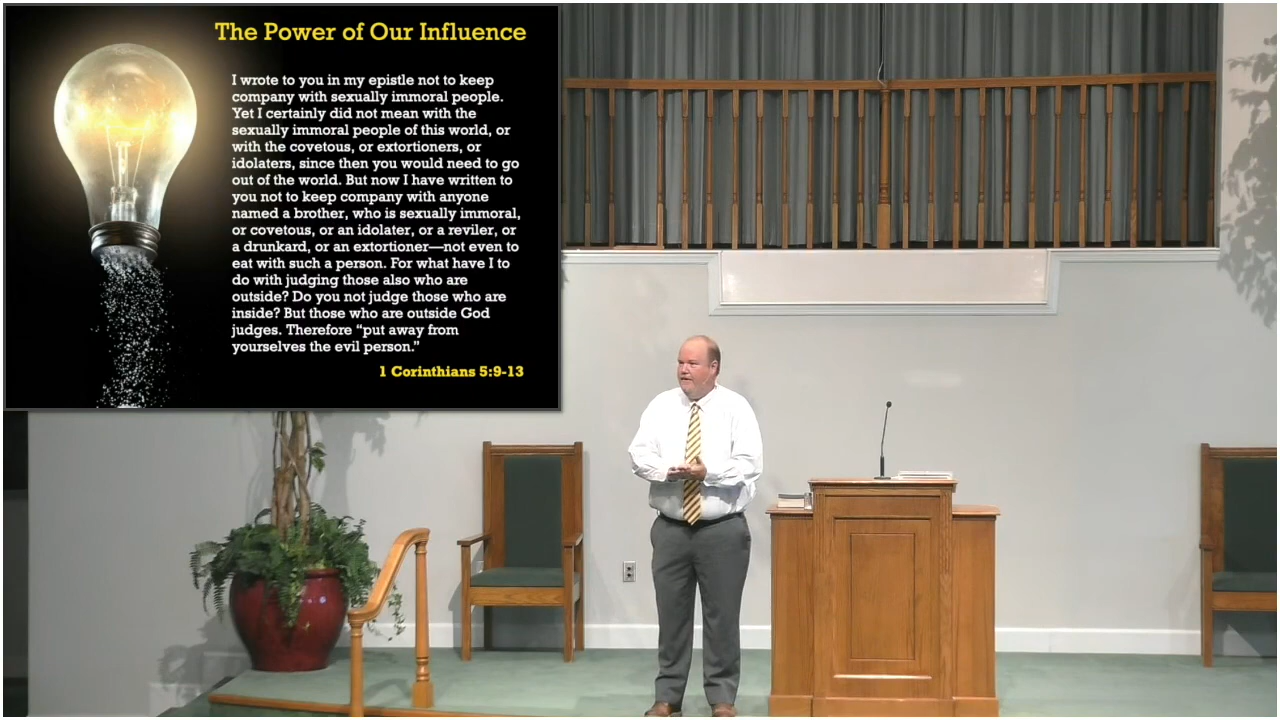 The Power of Our Influence
I wrote to you in my epistle not to keep
company with sexually immoral people.
Yet I certainly did not mean with the
sexually immoral people of this world, or
with the covetous, or extortioners, or
idolaters, since then you would need to go
out of the world. But now I have written to
you not to keep company with anyone
named a brother, who is sexually immoral,
or covetous, or an idolater, or a reviler, or
a drunkard, or an extortioner—not even to
eat with such a person. For what have I to
do with judging those also who are
outside? Do you not judge those who are
inside? But those who are outside God
judges. Therefore “put away from
yourselves the evil person.”
1 Corinthians 5:9-13